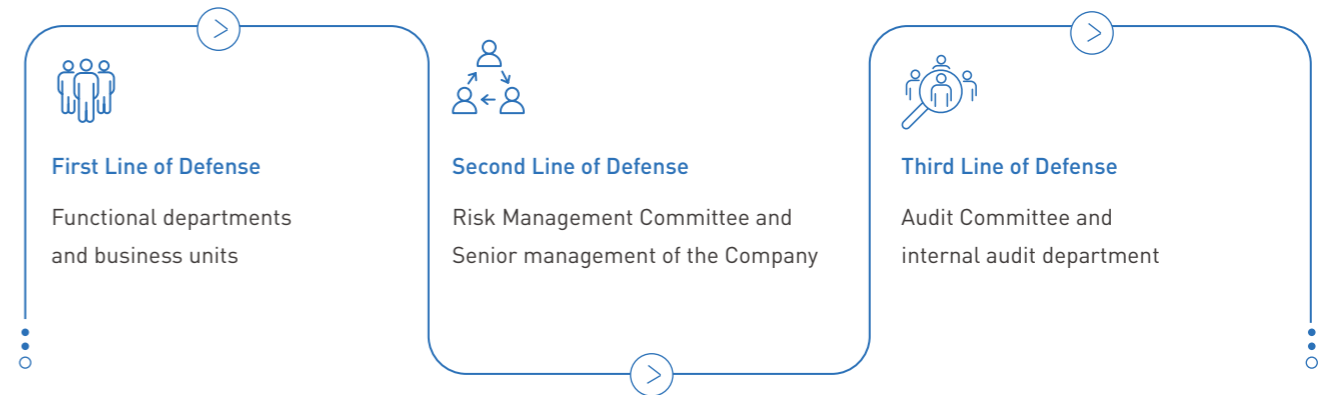 First Line of Defense
Functional departments
and business units
Second Line of Defense
Risk Management Committee and
Senior management of the Company
Third Line of Defense
Audit Committee and
internal audit department